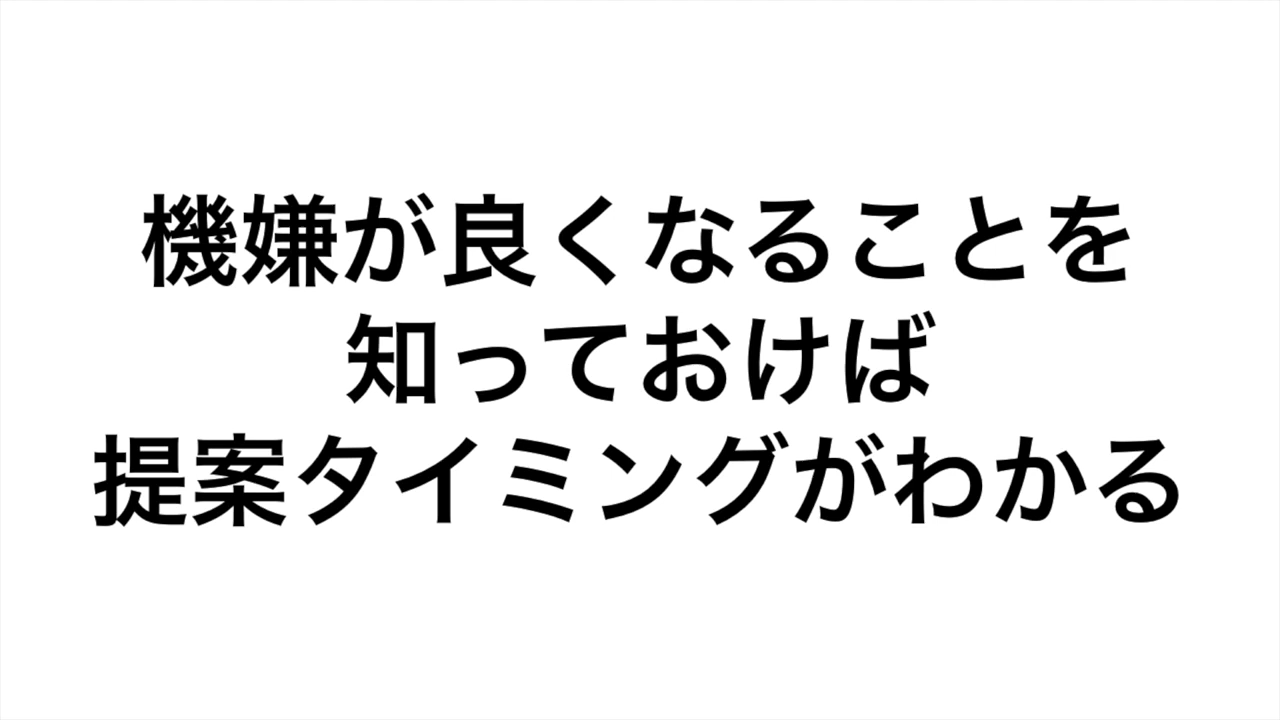 機嫌が良くなることを
知っておけば
提案タイミングがわかる